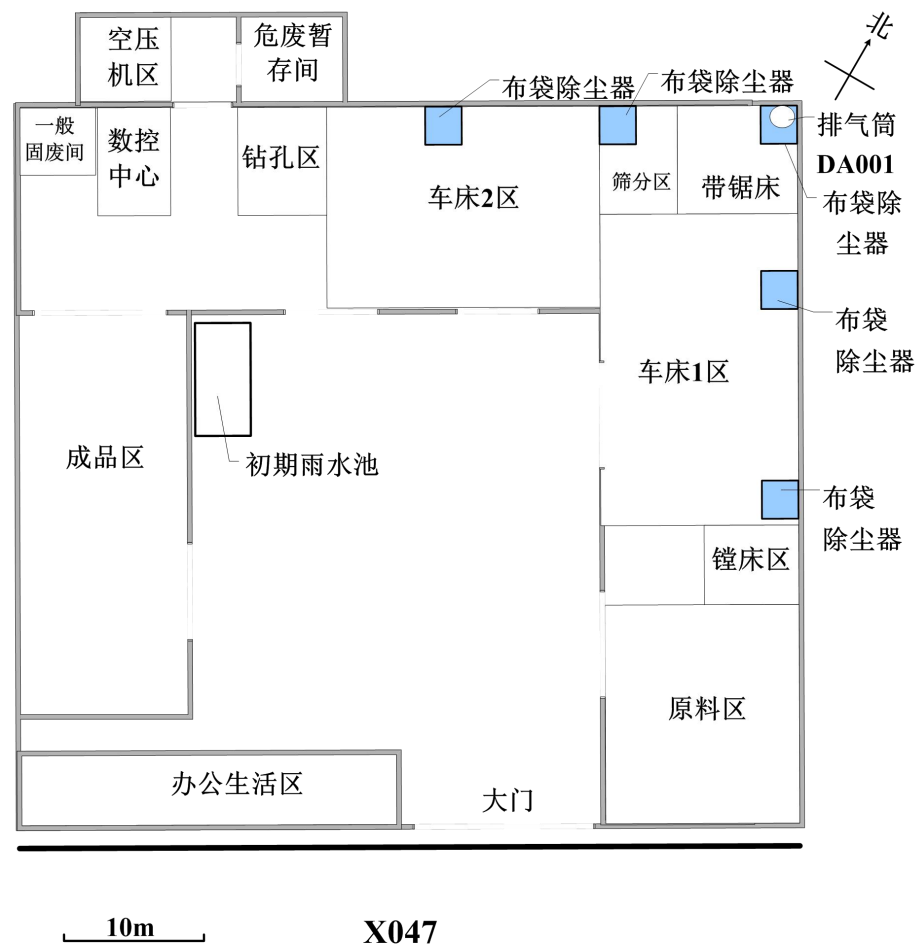 北
空压
机区
危废暂
存间
布袋除尘器
布袋除尘器
一般
固废间
数控
中心
钻孔区
车床2区
筛分区
带锯床
排气筒
DA001
布袋除
尘器
布袋
除尘器
车床1区
成品区
初期雨水池
布袋
除尘器
镗床区
原料区
办公生活区
大门
10m
X047